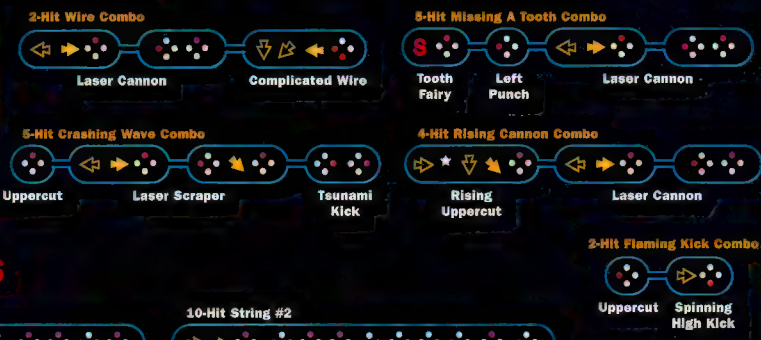 2-Hit Wire Combo
Laser Cannon
Complicated Wire
5-Hit Missing A Tooth Combo
S
Tooth
Fairy
Left
Punch
Laser Cannon
5-Hit Crashing Wave Combo
Uppercut
Laser Scraper
Tsunami
Kick
4-Hit Rising Cannon Combo
Rising
Uppercut
Laser Cannon
2-Hit Flaming Kick Combo
Uppercut
Spinning
High Kick
S
10-Hit String #2